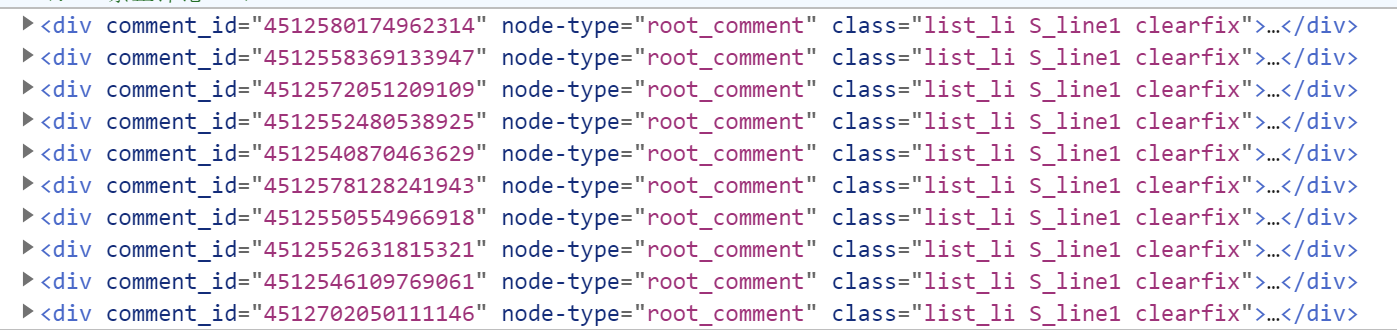 <div comment_id="4512580174962314" node-type="root_comment" class="list_li S_line1 clearfix">…</div>
<div comment_id="4512558369133947" node-type="root_comment" class="list_li S_line1 clearfix">…</div>
<div comment_id="4512572051209109" node-type="root_comment" class="list_li S_line1 clearfix">…</div>
<div comment_id="4512552480538925" node-type="root_comment" class="list_li S_line1 clearfix">…</div>
<div comment_id="4512540870463629" node-type="root_comment" class="list_li S_line1 clearfix">…</div>
<div comment_id="4512578128241943" node-type="root_comment" class="list_li S_line1 clearfix">…</div>
<div comment_id="4512550554966918" node-type="root_comment" class="list_li S_line1 clearfix">…</div>
<div comment_id="4512552631815321" node-type="root_comment" class="list_li S_line1 clearfix">…</div>
<div comment_id="4512546109769061" node-type="root_comment" class="list_li S_line1 clearfix">…</div>
<div comment_id="4512702050111146" node-type="root_comment" class="list_li S_line1 clearfix">…</div>